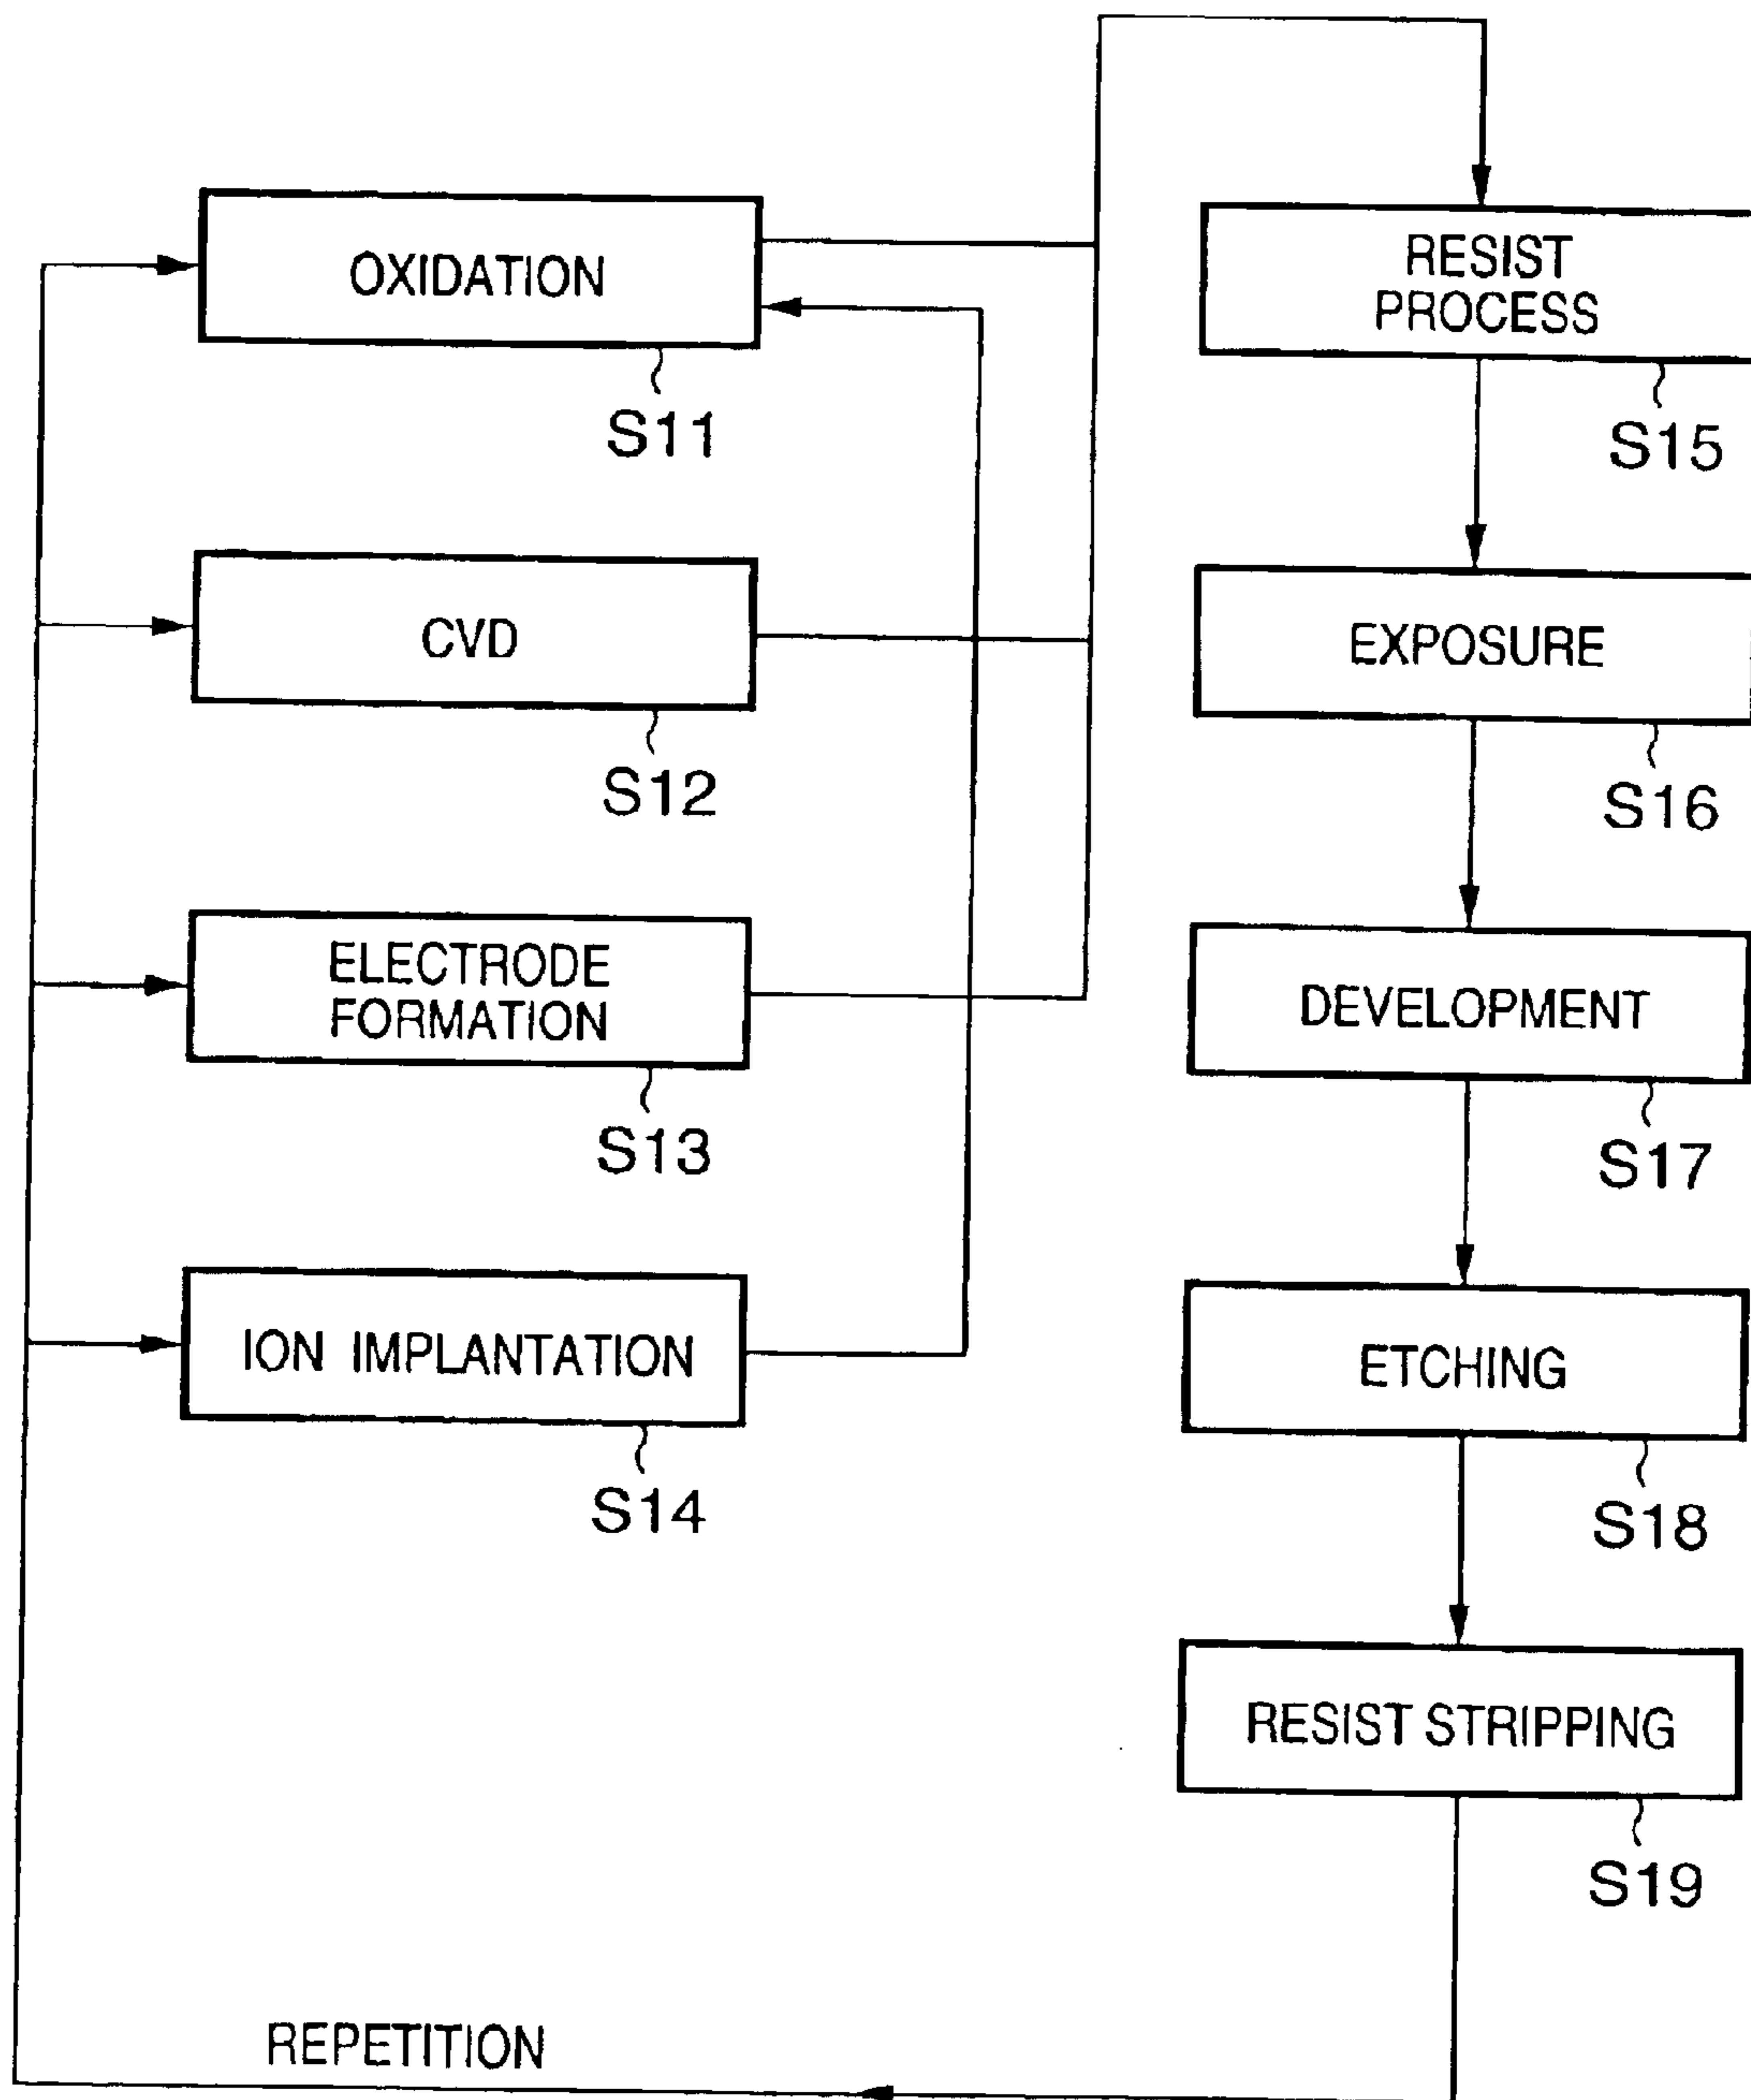 OXIDATION
S11
CVD
S12
ELECTRODE
FORMATION
S13
ION IMPLANTATION
S14
RESIST
PROCESS
S15
EXPOSURE
S16
DEVELOPMENT
S17
ETCHING
S18
RESIST STRIPPING
S19
REPETITION